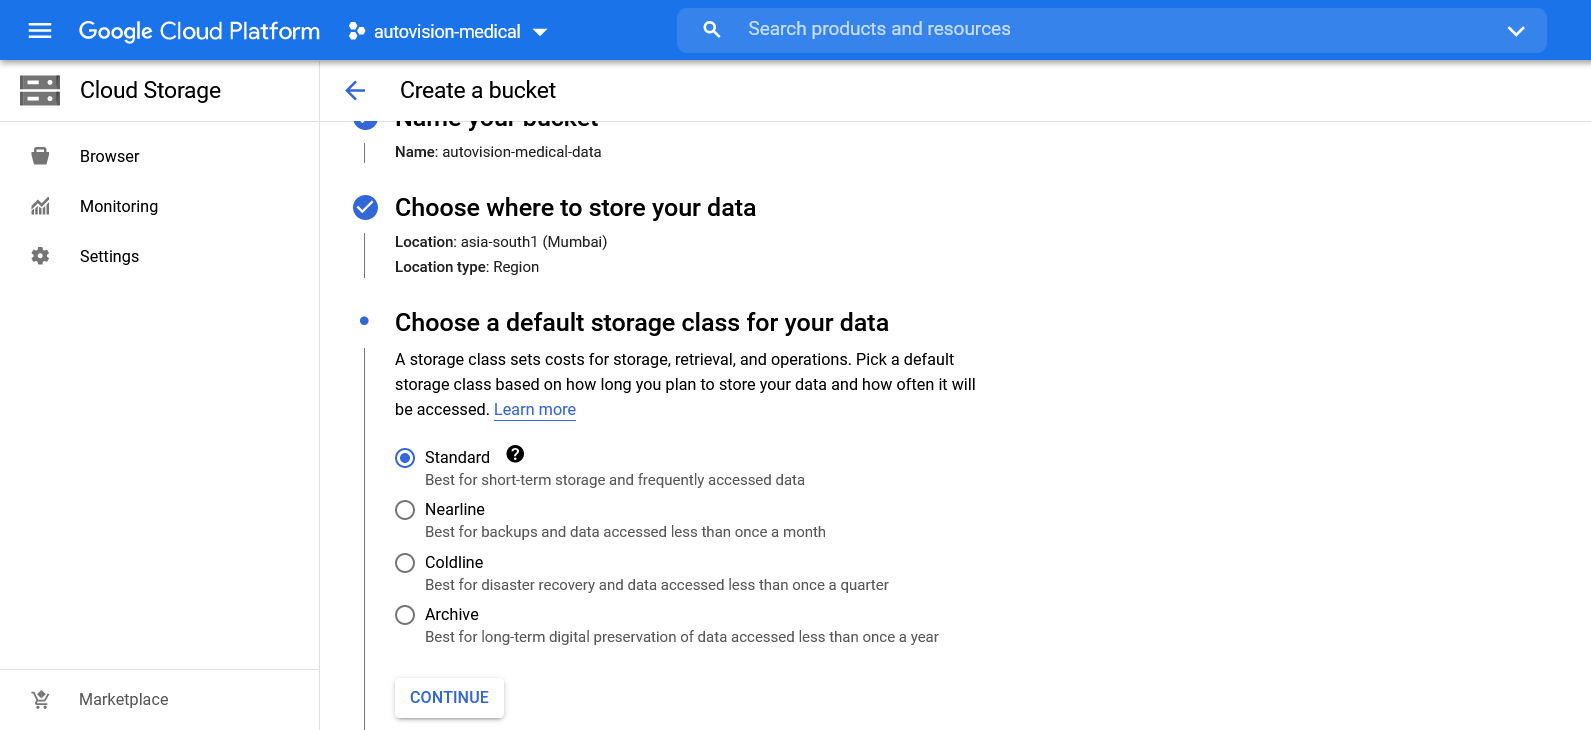 Google Cloud Platform
autovision-medical
Search products and resources
Cloud Storage
Create a bucket
Browser
Monitoring
Settings
Marketplace
Name your bucket
Name: autovision-medical-data
Choose where to store your data
Location: asia-south1 (Mumbai)
Location type: Region
Choose a default storage class for your data
A storage class sets costs for storage, retrieval, and operations. Pick a default
storage class based on how long you plan to store your data and how often it will
be accessed. Learn more
Standard
Best for short-term storage and frequently accessed data
Nearline
Best for backups and data accessed less than once a month
Coldline
Best for disaster recovery and data accessed less than once a quarter
Archive
Best for long-term digital preservation of data accessed less than once a year
CONTINUE